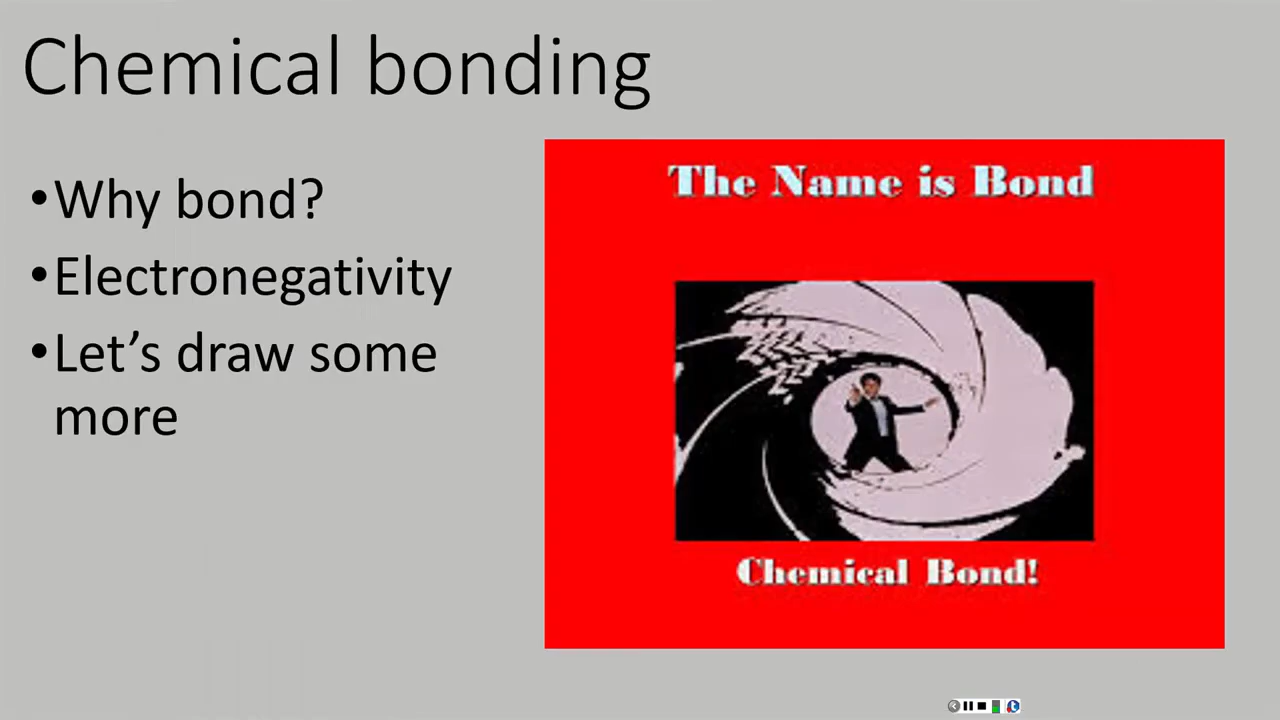 Chemical bonding
•Why bond?
•Electronegativity
•Let’s draw some
more
The Name is Bond
Chemical Bond!